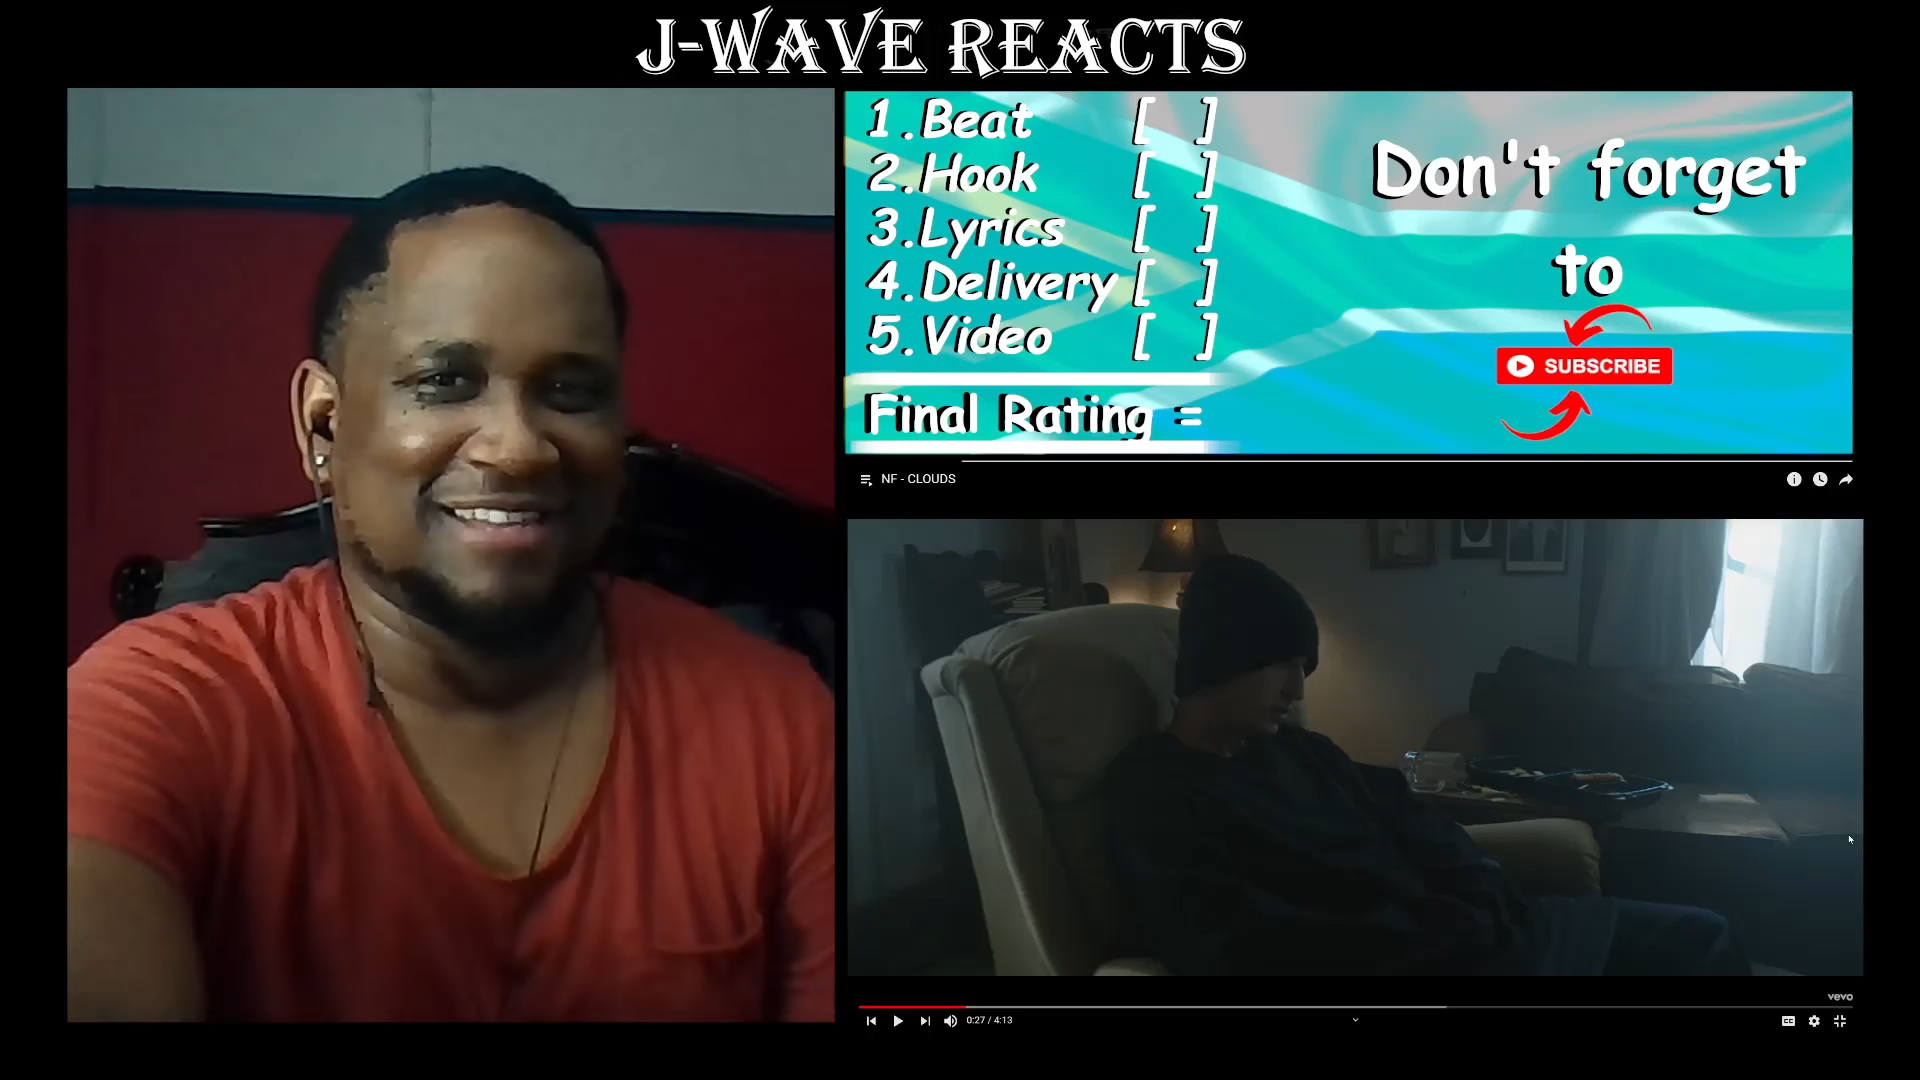 J-WAVE REACTS
1.Beat [ ]
2.Hook [ ]
3.Lyrics [ ]
4.Delivery [ ]
5.Video [ ]
Final Rating =
Don't forget
to
SUBSCRIBE
NF - CLOUDS
vevo
0:27 / 4:13
CC